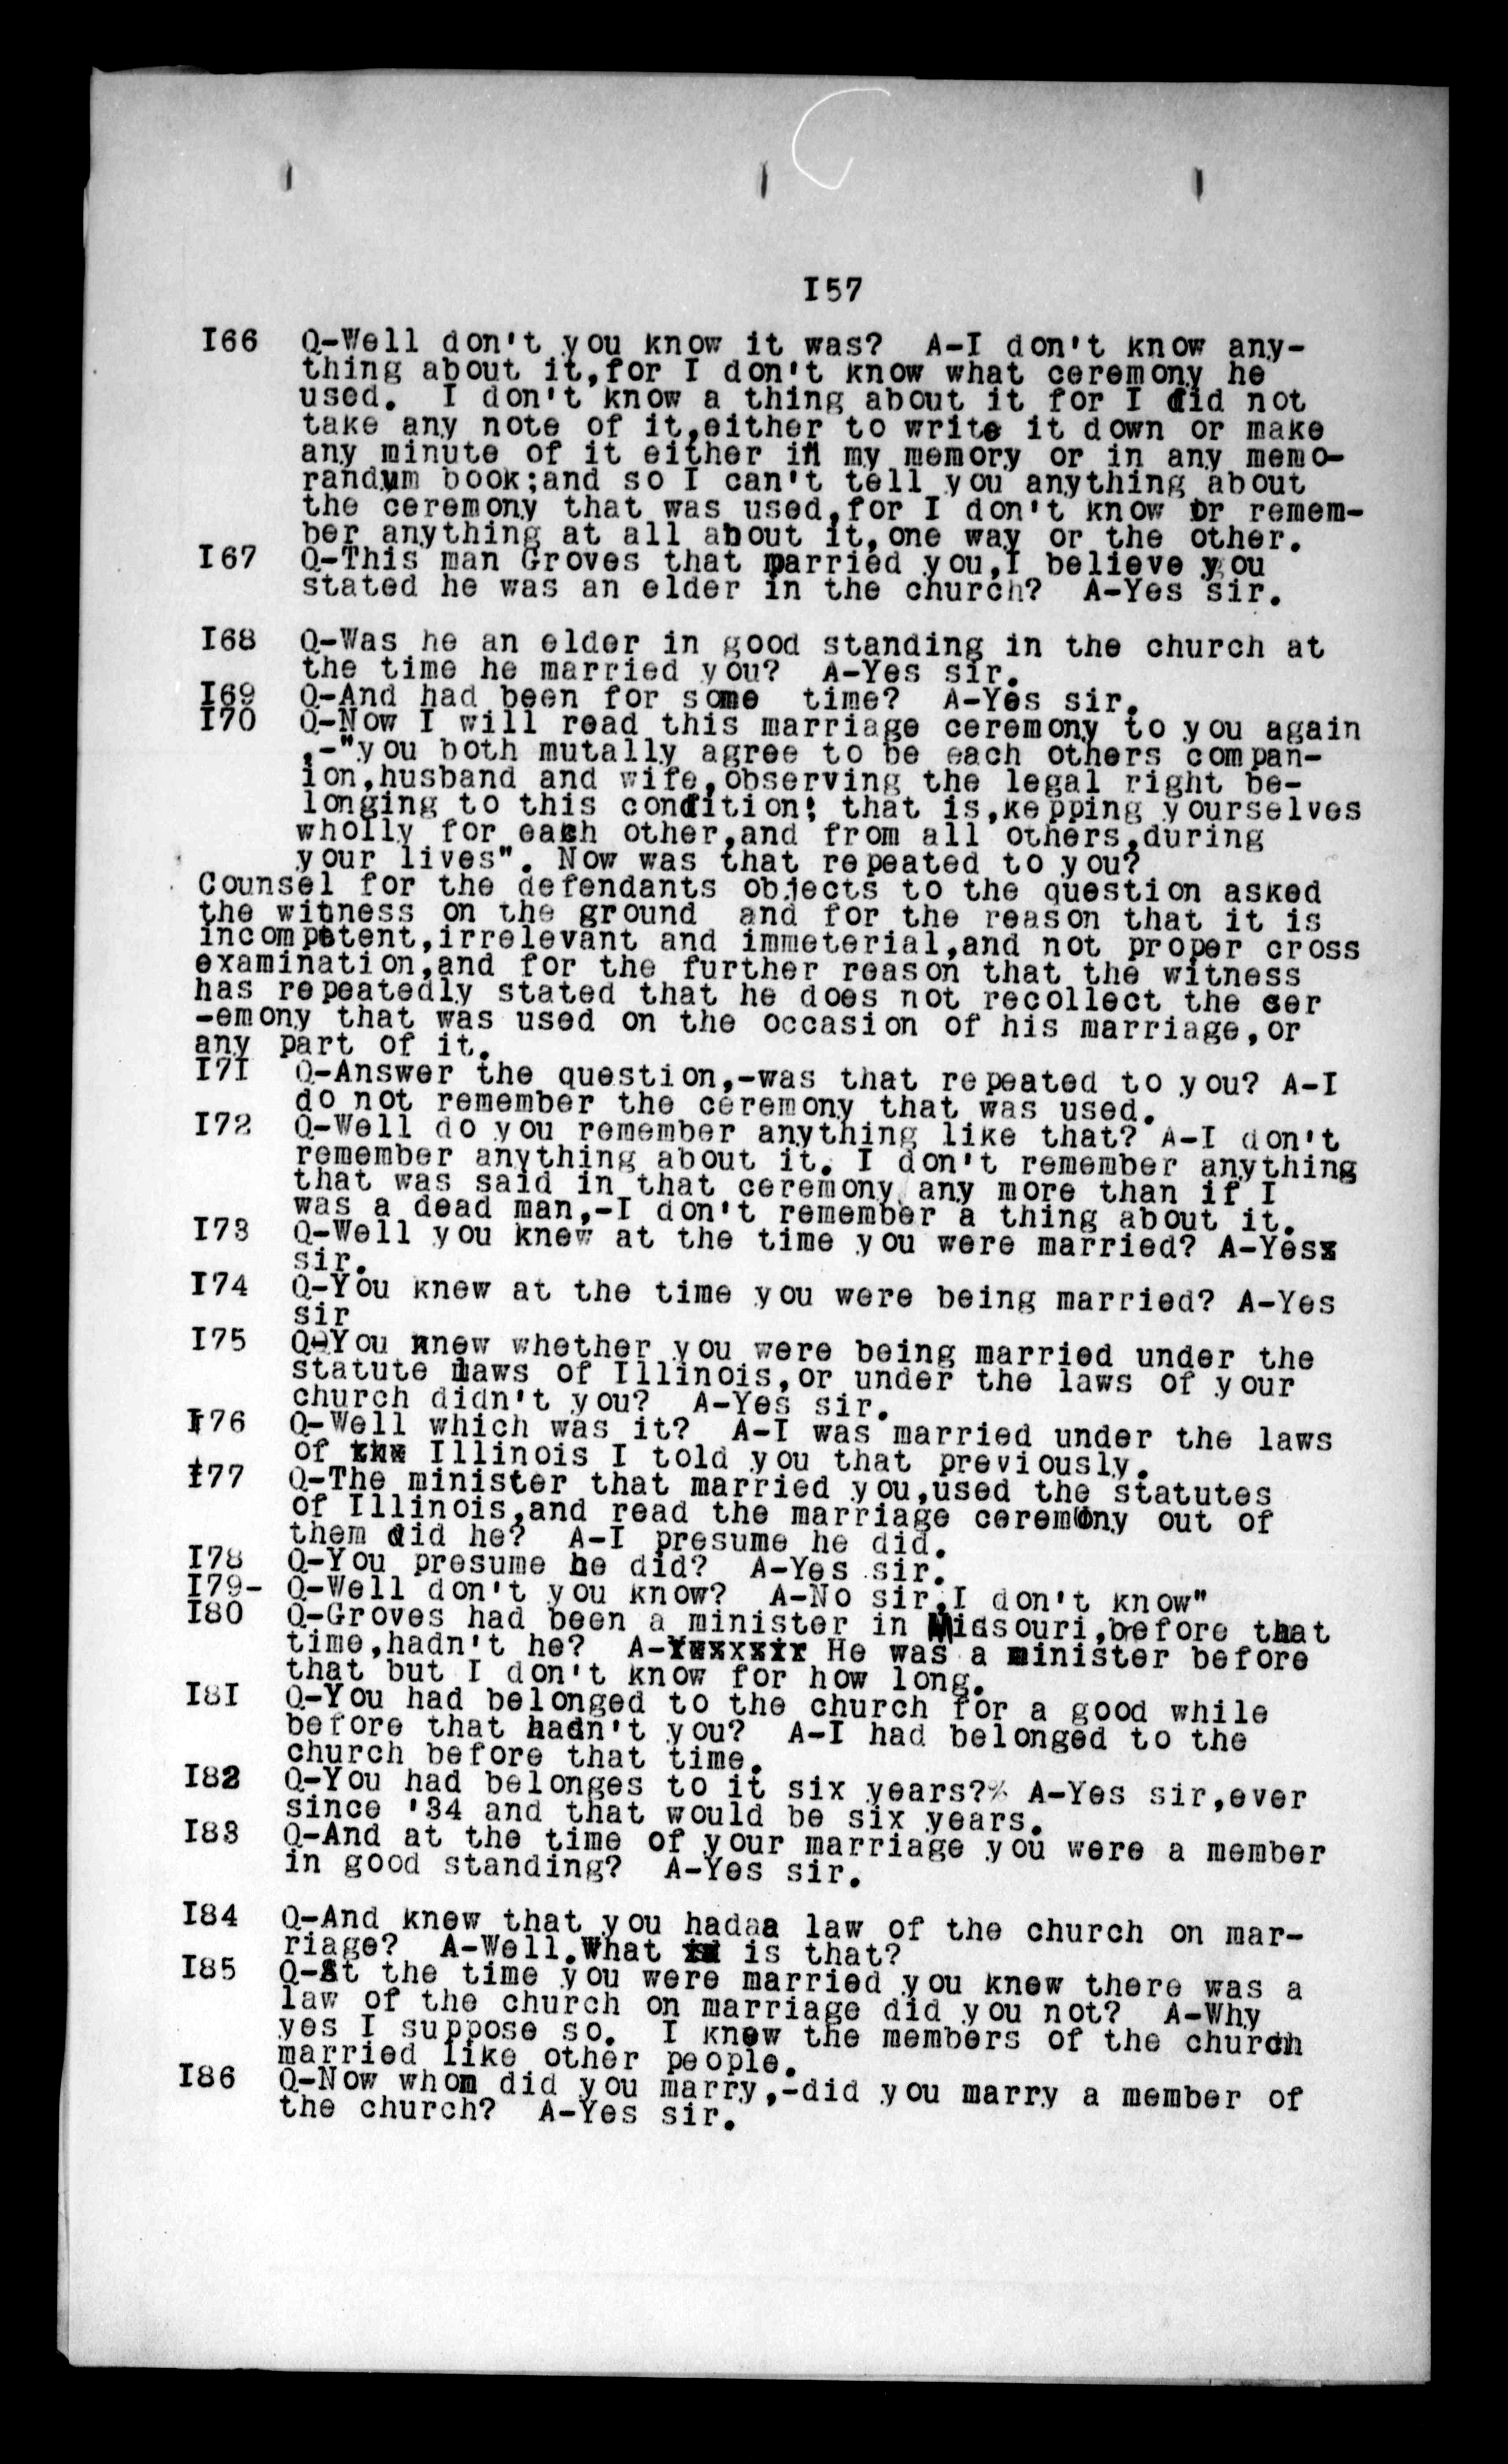 I57
I66 Q-Well don't you know it was? A-I don't know any-
thing about it,for I don't know what ceremony he
used. I don't know a thing about it for I did not
take any note of it,either to write it down or make
any minute of it either in my memory or in any memo-
randum book;and so I can't tell you anything about
the ceremony that was used,for I don't know or remem-
ber anything at all about it,one way or the other.
I67 Q-This man Groves that married you,I believe you
stated he was an elder in the church? A-Yes sir.
I68 Q-Was he an elder in good standing in the church at
the time he married you? A-Yes sir.
I69 Q-And had been for some time? A-Yes sir.
I70 Q-Now I will read this marriage ceremony to you again
,-"you both mutally agree to be each others compan-
ion,husband and wife,observing the legal right be-
longing to this condition; that is,kepping yourselves
wholly for each other,and from all others,during
your lives". Now was that repeated to you?
Counsel for the defendants objects to the question asked
the witness on the ground and for the reason that it is
incompetent,irrelevant and immeterial,and not proper cross
examination,and for the further reason that the witness
has repeatedly stated that he does not recollect the cer
-emony that was used on the occasion of his marriage,or
any part of it.
I7I Q-Answer the question,-was that repeated to you? A-I
do not remember the ceremony that was used.
I72 Q-Well do you remember anything like that? A-I don't
remember anything about it. I don't remember anything
that was said in that ceremony any more than if I
was a dead man,-I don't remember a thing about it.
I73 Q-Well you knew at the time you were married? A-Yesx
sir.
I74 Q-You knew at the time you were being married? A-Yes
sir
I75 Q-You knew whether you were being married under the
statute laws of Illinois,or under the laws of your
church didn't you? A-Yes sir.
I76 Q-Well which was it? A-I was married under the laws
of xxx Illinois I told you that previously.
I77 Q-The minister that married you,used the statutes
of Illinois,and read the marriage ceremony out of
them did he? A-I presume he did.
I78 Q-You presume he did? A-Yes sir.
I79- Q-Well don't you know? A-No sir,I don't know"
I80 Q-Groves had been a minister in Missouri,before that
time,hadn't he? A-Yxxxxxxx He was a minister before
that but I don't know for how long.
I8I Q-You had belonged to the church for a good while
before that hadn't you? A-I had belonged to the
church before that time.
I82 Q-You had belonges to it six years?% A-Yes sir,ever
since '34 and that would be six years.
I83 Q-And at the time of your marriage you were a member
in good standing? A-Yes sir.
I84 Q-And knew that you hadaa law of the church on mar-
riage? A-Well.What is that?
I85 Q-At the time you were married you knew there was a
law of the church on marriage did you not? A-Why
yes I suppose so. I knew the members of the church
married like other people.
I86 Q-Now whom did you marry,-did you marry a member of
the church? A-Yes sir.